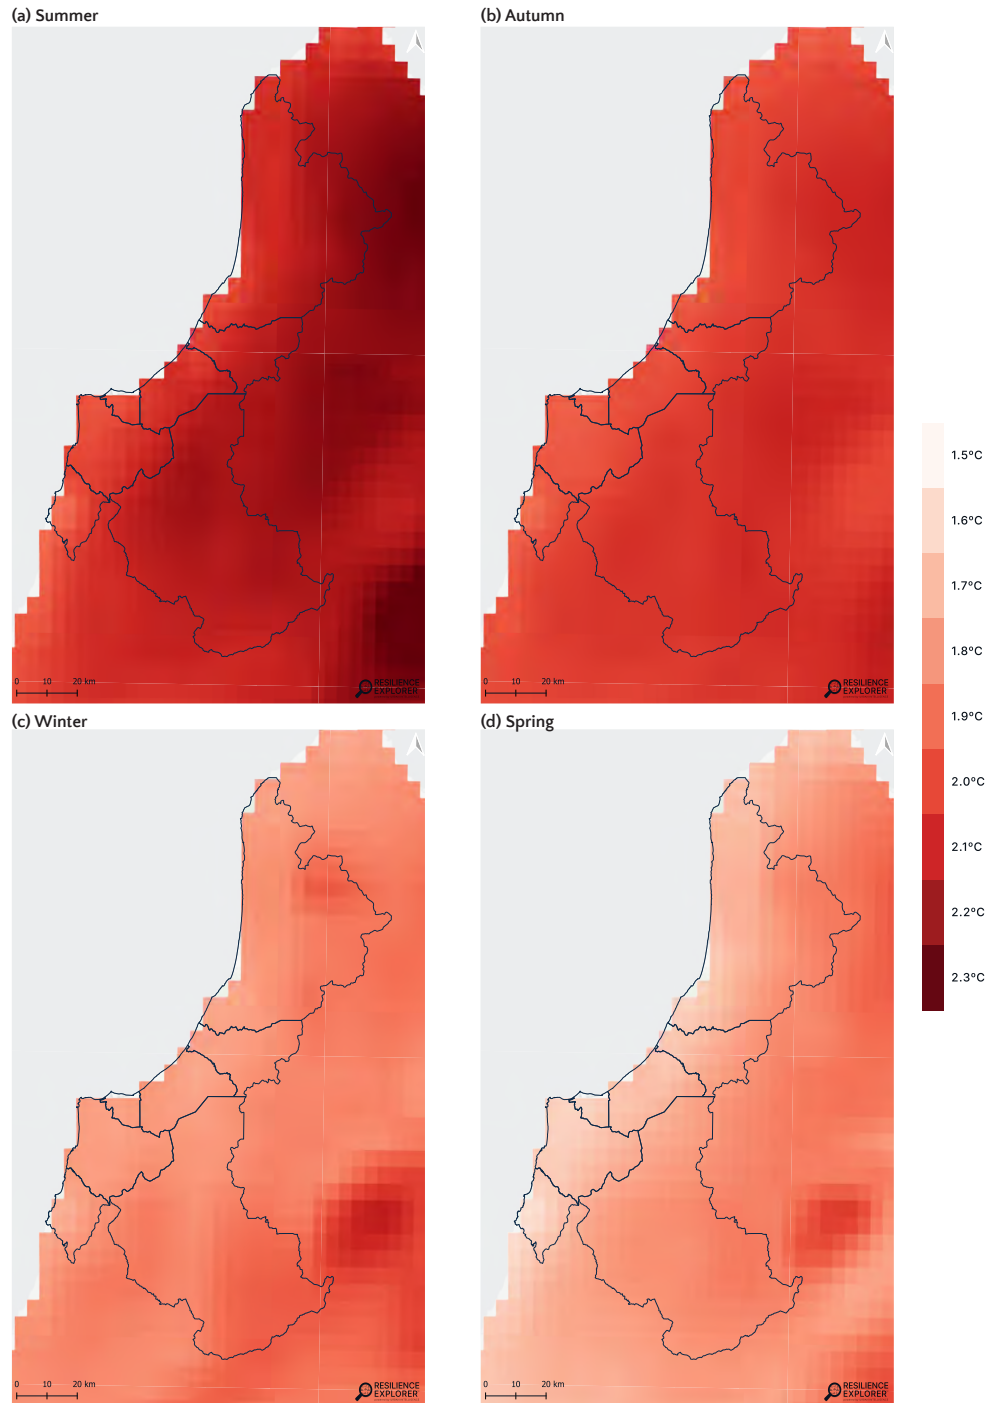 (a) Summer
(b) Autumn
0 10 20 km
RESILIENCE
EXPLORER
0 10 20 km
RESILIENCE
EXPLORER
(c) Winter
(d) Spring
0 10 20 km
RESILIENCE
EXPLORER
0 10 20 km
RESILIENCE
EXPLORER
1.5°C
1.6°C
1.7°C
1.8°C
1.9°C
2.0°C
2.1°C
2.2°C
2.3°C